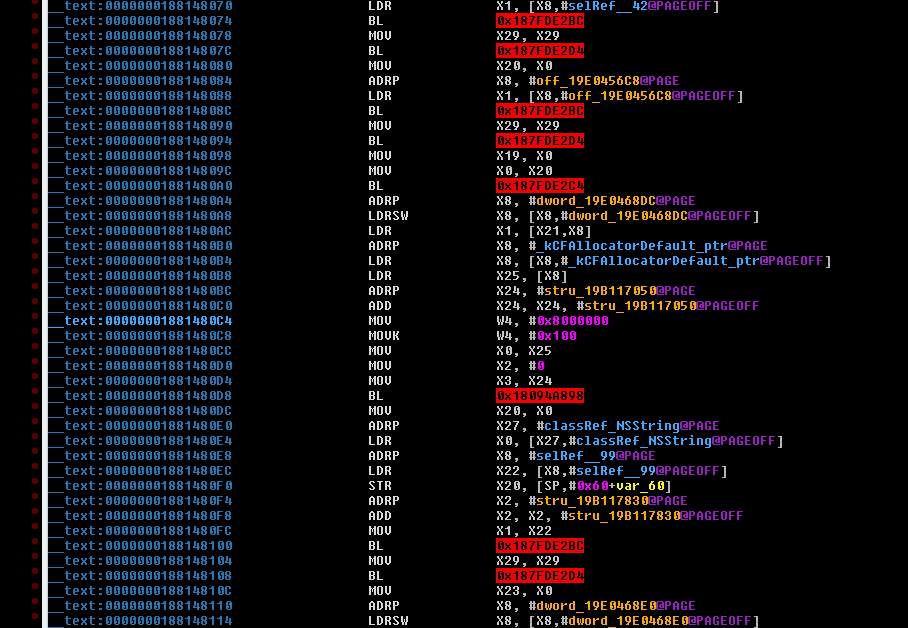 __text:0000000188148070 LDR X1, [X8,#selRef__42@PAGEOFF]
__text:0000000188148074 BL 0x187FDE2BC
__text:0000000188148078 MOV X29, X29
__text:000000018814807C BL 0x187FDE2D4
__text:0000000188148080 MOV X20, X0
__text:0000000188148084 ADRP X8, #off_19E0456C8@PAGE
__text:0000000188148088 LDR X1, [X8,#off_19E0456C8@PAGEOFF]
__text:000000018814808C BL 0x187FDE2BC
__text:0000000188148090 MOV X29, X29
__text:0000000188148094 BL 0x187FDE2D4
__text:0000000188148098 MOV X19, X0
__text:000000018814809C MOV X0, X20
__text:00000001881480A0 BL 0x187FDE2C4
__text:00000001881480A4 ADRP X8, #dword_19E0468DC@PAGE
__text:00000001881480A8 LDRSW X8, [X8,#dword_19E0468DC@PAGEOFF]
__text:00000001881480AC LDR X1, [X21,X8]
__text:00000001881480B0 ADRP X8, #_kCFAllocatorDefault_ptr@PAGE
__text:00000001881480B4 LDR X8, [X8,#_kCFAllocatorDefault_ptr@PAGEOFF]
__text:00000001881480B8 LDR X25, [X8]
__text:00000001881480BC ADRP X24, #stru_19B117050@PAGE
__text:00000001881480C0 ADD X24, X24, #stru_19B117050@PAGEOFF
__text:00000001881480C4 MOV W4, #0x8000000
__text:00000001881480C8 MOVK W4, #0x100
__text:00000001881480CC MOV X0, X25
__text:00000001881480D0 MOV X2, #0
__text:00000001881480D4 MOV X3, X24
__text:00000001881480D8 BL 0x18094A898
__text:00000001881480DC MOV X20, X0
__text:00000001881480E0 ADRP X27, #classRef_NSString@PAGE
__text:00000001881480E4 LDR X0, [X27,#classRef_NSString@PAGEOFF]
__text:00000001881480E8 ADRP X8, #selRef__99@PAGE
__text:00000001881480EC LDR X22, [X8,#selRef__99@PAGEOFF]
__text:00000001881480F0 STR X20, [SP,#0x60+var_60]
__text:00000001881480F4 ADRP X2, #stru_19B117830@PAGE
__text:00000001881480F8 ADD X2, X2, #stru_19B117830@PAGEOFF
__text:00000001881480FC MOV X1, X22
__text:0000000188148100 BL 0x187FDE2BC
__text:0000000188148104 MOV X29, X29
__text:0000000188148108 BL 0x187FDE2D4
__text:000000018814810C MOV X23, X0
__text:0000000188148110 ADRP X8, #dword_19E0468E0@PAGE
__text:0000000188148114 LDRSW X8, [X8,#dword_19E0468E0@PAGEOFF]